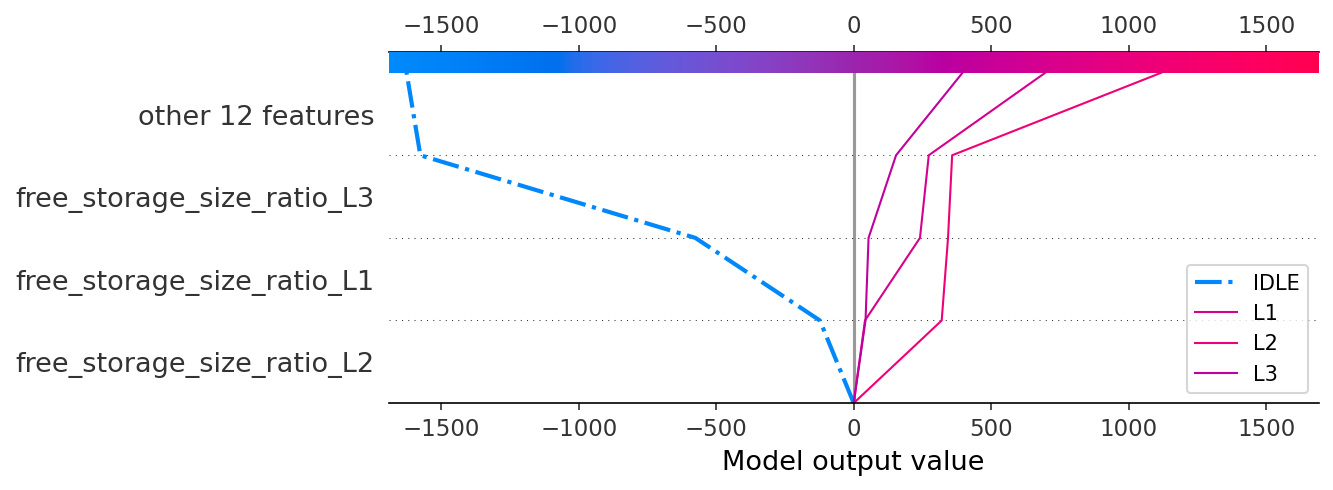 −1500 −1000 −500 0 500 1000 1500
other 12 features
free_storage_size_ratio_L3
free_storage_size_ratio_L1
free_storage_size_ratio_L2
IDLE
L1
L2
L3
−1500 −1000 −500 0 500 1000 1500
Model output value